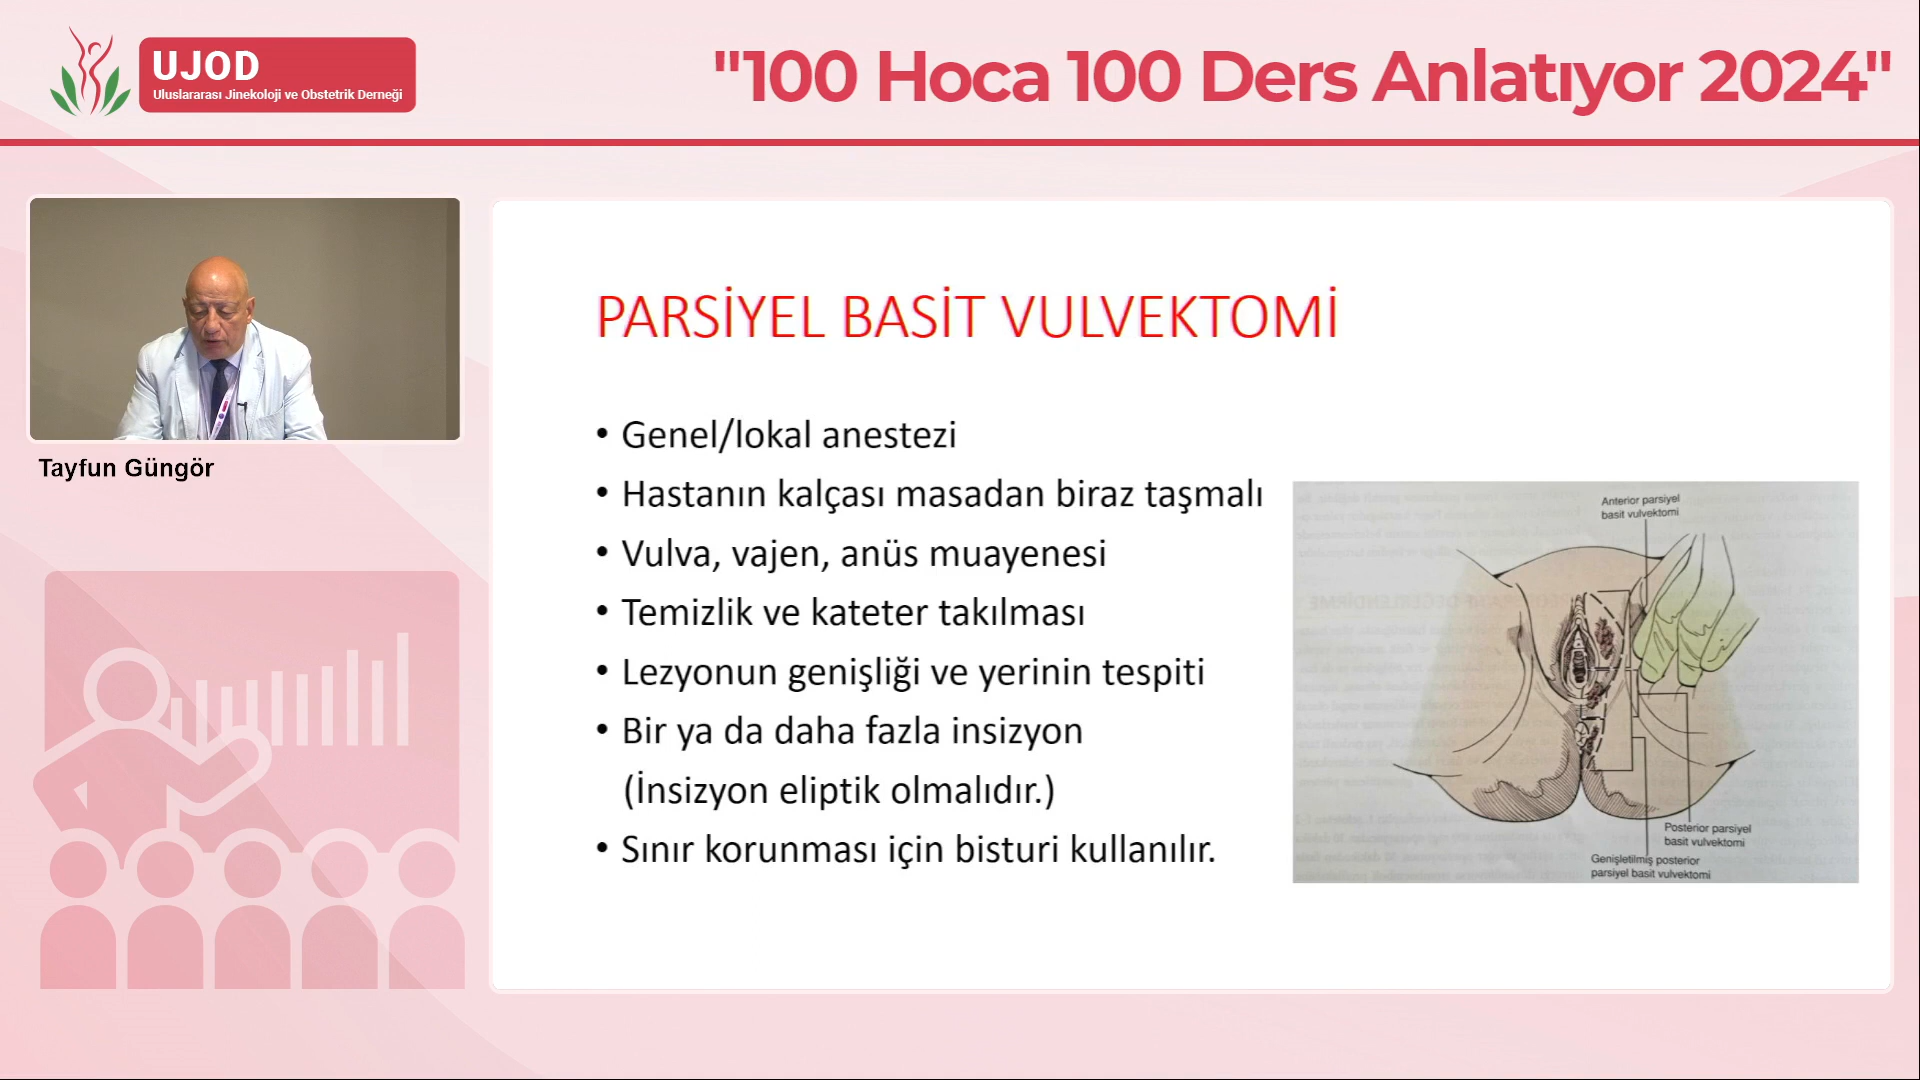 UJOD
Uluslararası Jinekoloji ve Obstetrik Derneği
"100 Hoca 100 Ders Anlatıyor 2024"
Tayfun Güngör
PARSİYEL BASİT VULVEKTOMİ
• Genel/lokal anestezi
• Hastanın kalçası masadan biraz taşmalı
• Vulva, vajen, anüs muayenesi
• Temizlik ve kateter takılması
• Lezyonun genişliği ve yerinin tespiti
• Bir ya da daha fazla insizyon
(İnsizyon eliptik olmalıdır.)
• Sınır korunması için bisturi kullanılır.
Anterior parsiyel
basit vulvektomi
Posterior parsiyel
basit vulvektomi
Genişletilmiş posterior
parsiyel basit vulvektomi